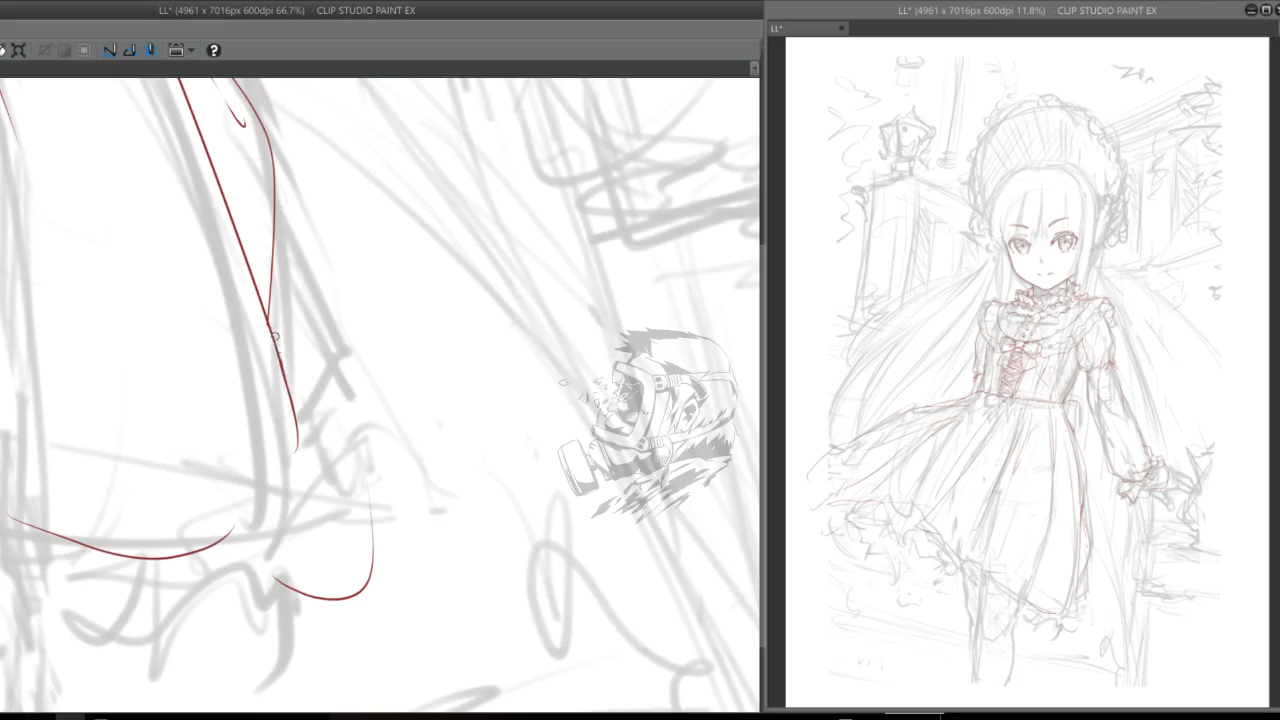 LL* (4961 x 7016px 600dpi 66.7%) - CLIP STUDIO PAINT EX
LL* (4961 x 7016px 600dpi 11.8%) - CLIP STUDIO PAINT EX
LL*